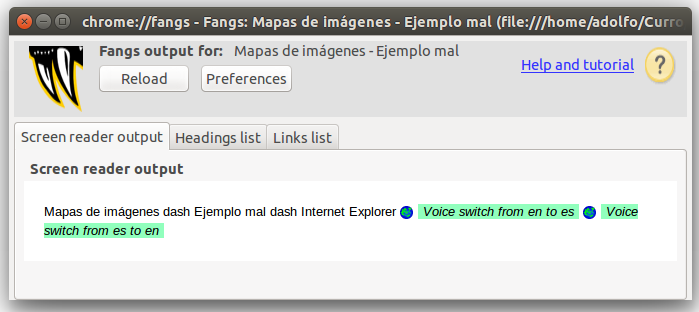 chrome://fangs - Fangs: Mapas de imágenes - Ejemplo mal (file:///home/adolfo/Curro
Fangs output for: Mapas de imágenes - Ejemplo mal
Reload Preferences Help and tutorial ?
Screen reader output Headings list Links list
Screen reader output
Mapas de imágenes dash Ejemplo mal dash Internet Explorer Voice switch from en to es Voice
switch from es to en